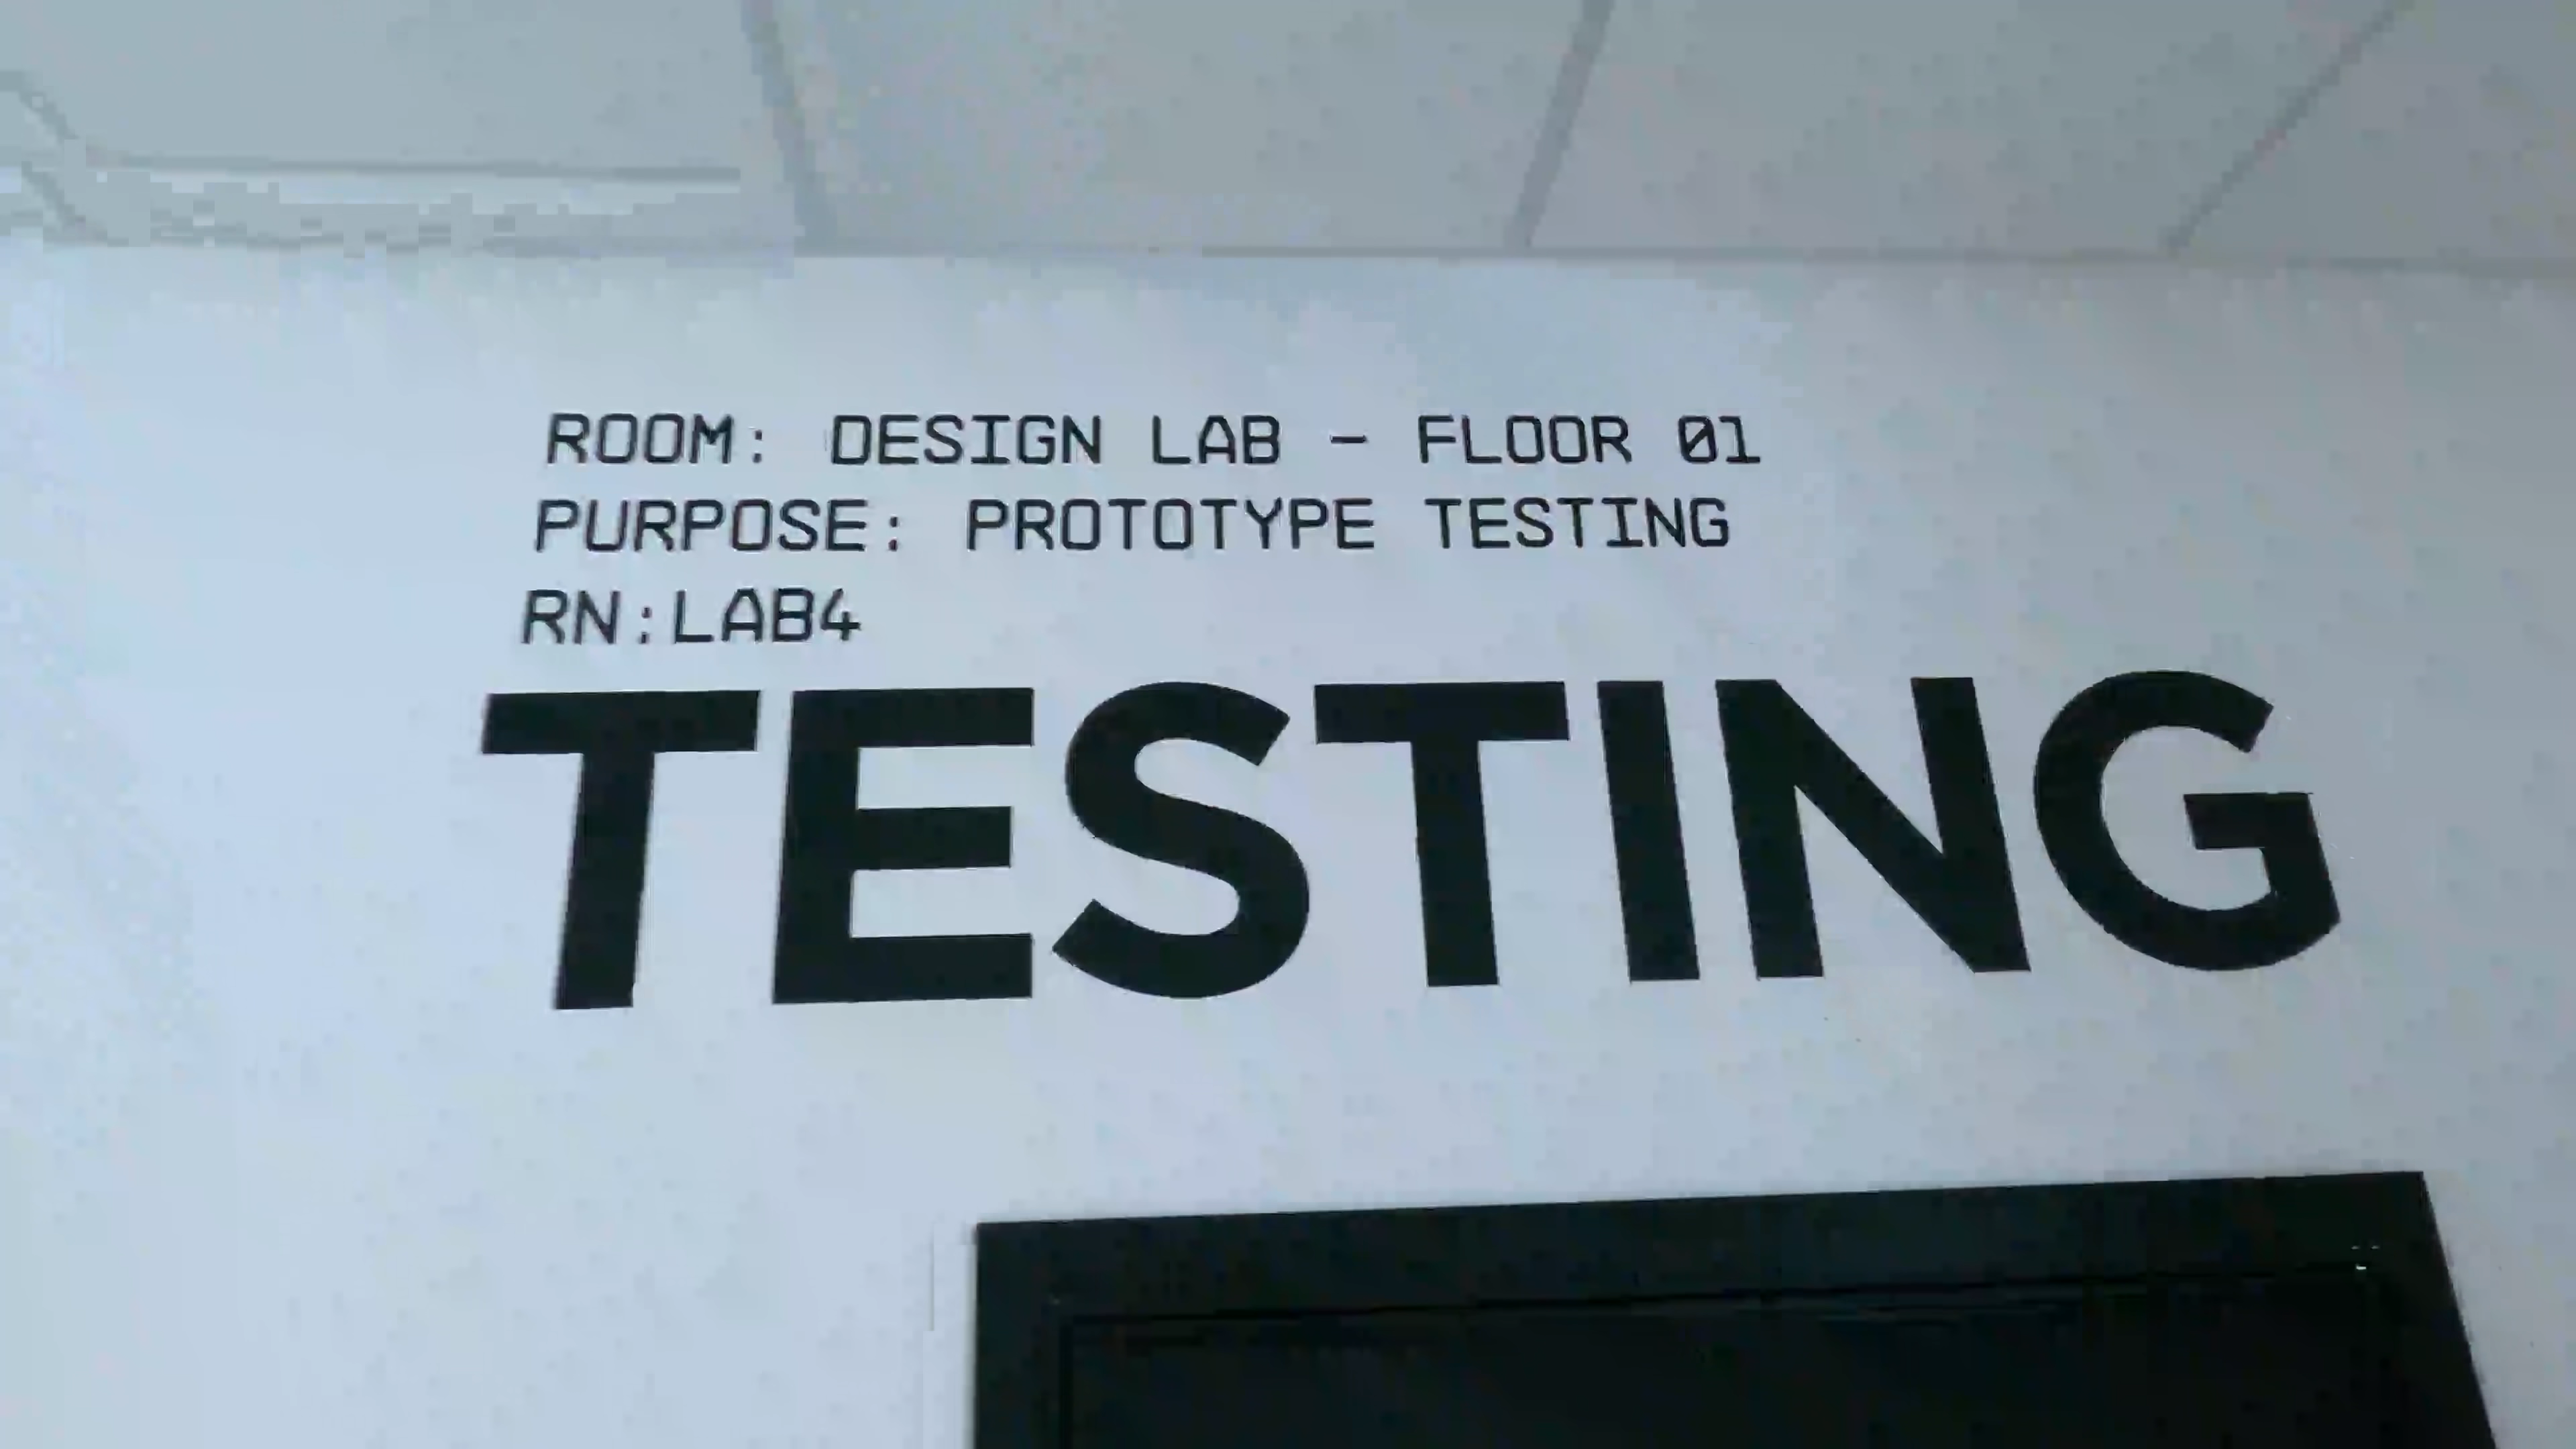 ROOM: DESIGN LAB – FLOOR 01
PURPOSE: PROTOTYPE TESTING
RN:LAB4
TESTING